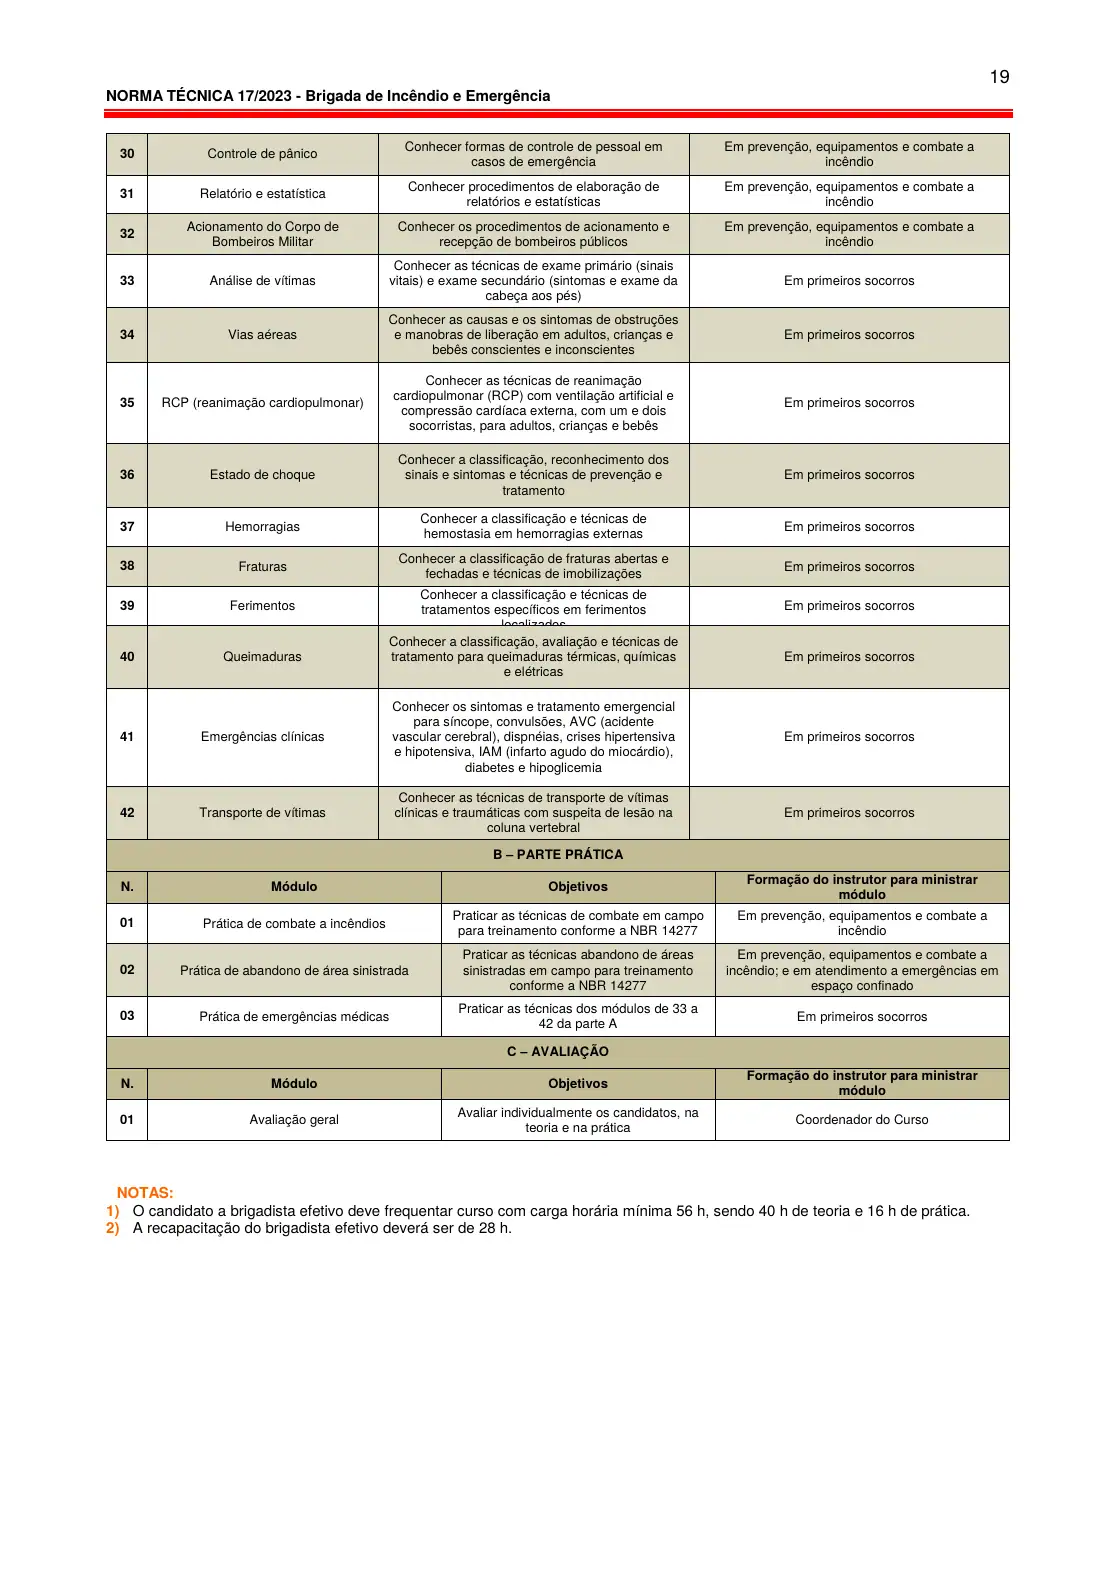 19
NORMA TÉCNICA 17/2023 - Brigada de Incêndio e Emergência
30
Controle de pânico
Conhecer formas de controle de pessoal em
casos de emergência
Em prevenção, equipamentos e combate a
incêndio
31
Relatório e estatística
Conhecer procedimentos de elaboração de
relatórios e estatísticas
Em prevenção, equipamentos e combate a
incêndio
32
Acionamento do Corpo de
Bombeiros Militar
Conhecer os procedimentos de acionamento e
recepção de bombeiros públicos
Em prevenção, equipamentos e combate a
incêndio
33
Análise de vítimas
Conhecer as técnicas de exame primário (sinais
vitais) e exame secundário (sintomas e exame da
cabeça aos pés)
Em primeiros socorros
34
Vias aéreas
Conhecer as causas e os sintomas de obstruções
e manobras de liberação em adultos, crianças e
bebês conscientes e inconscientes
Em primeiros socorros
35
RCP (reanimação cardiopulmonar)
Conhecer as técnicas de reanimação
cardiopulmonar (RCP) com ventilação artificial e
compressão cardíaca externa, com um e dois
socorristas, para adultos, crianças e bebês
Em primeiros socorros
36
Estado de choque
Conhecer a classificação, reconhecimento dos
sinais e sintomas e técnicas de prevenção e
tratamento
Em primeiros socorros
37
Hemorragias
Conhecer a classificação e técnicas de
hemostasia em hemorragias externas
Em primeiros socorros
38
Fraturas
Conhecer a classificação de fraturas abertas e
fechadas e técnicas de imobilizações
Em primeiros socorros
39
Ferimentos
Conhecer a classificação e técnicas de
tratamentos específicos em ferimentos
localizados
Em primeiros socorros
40
Queimaduras
Conhecer a classificação, avaliação e técnicas de
tratamento para queimaduras térmicas, químicas
e elétricas
Em primeiros socorros
41
Emergências clínicas
Conhecer os sintomas e tratamento emergencial
para síncope, convulsões, AVC (acidente
vascular cerebral), dispnéias, crises hipertensiva
e hipotensiva, IAM (infarto agudo do miocárdio),
diabetes e hipoglicemia
Em primeiros socorros
42
Transporte de vítimas
Conhecer as técnicas de transporte de vítimas
clínicas e traumáticas com suspeita de lesão na
coluna vertebral
Em primeiros socorros
B – PARTE PRÁTICA
N.
Módulo
Objetivos
Formação do instrutor para ministrar
módulo
01
Prática de combate a incêndios
Praticar as técnicas de combate em campo
para treinamento conforme a NBR 14277
Em prevenção, equipamentos e combate a
incêndio
02
Prática de abandono de área sinistrada
Praticar as técnicas abandono de áreas
sinistradas em campo para treinamento
conforme a NBR 14277
Em prevenção, equipamentos e combate a
incêndio; e em atendimento a emergências em
espaço confinado
03
Prática de emergências médicas
Praticar as técnicas dos módulos de 33 a
42 da parte A
Em primeiros socorros
C – AVALIAÇÃO
N.
Módulo
Objetivos
Formação do instrutor para ministrar
módulo
01
Avaliação geral
Avaliar individualmente os candidatos, na
teoria e na prática
Coordenador do Curso
NOTAS:
1) O candidato a brigadista efetivo deve frequentar curso com carga horária mínima 56 h, sendo 40 h de teoria e 16 h de prática.
2) A recapacitação do brigadista efetivo deverá ser de 28 h.